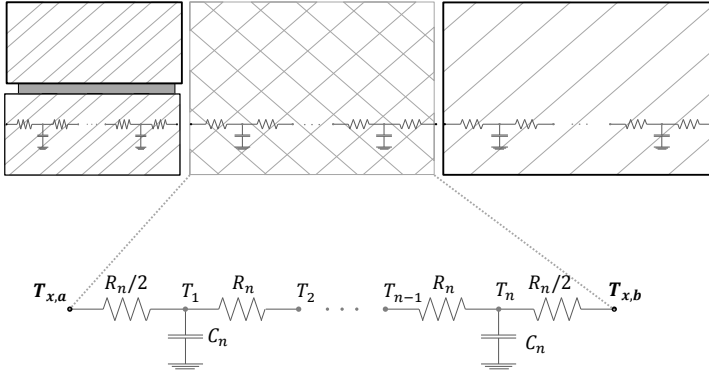 R_n/2 T_1 R_n T_2 T_{n−1} R_n T_n R_n/2
T_{x,a} T_{x,b}
C_n C_n